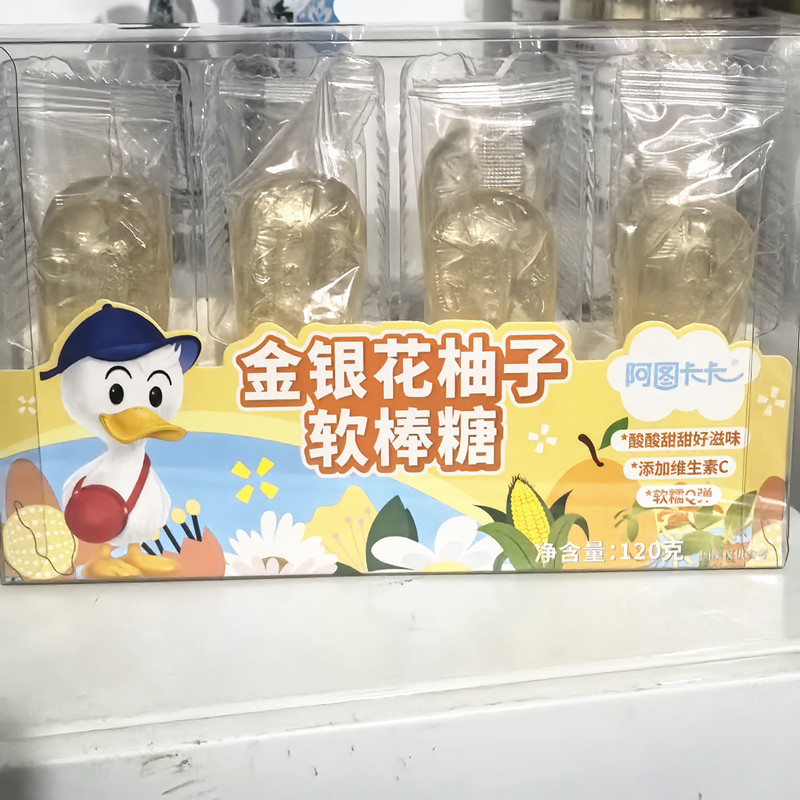 金银花柚子
软棒糖
阿图卡卡
*酸酸甜甜好滋味
*添加维生素C
*软糯Q弹
净含量:120克